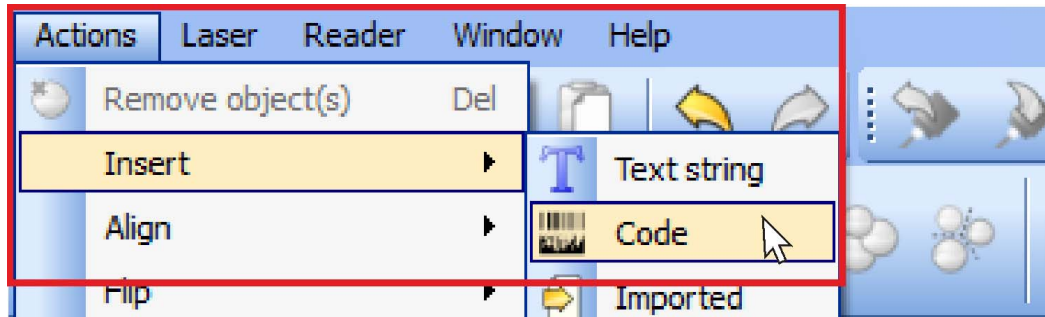 Actions Laser Reader Window Help
Remove object(s) Del
Insert
Text string
Align
Code
Flip
Imported